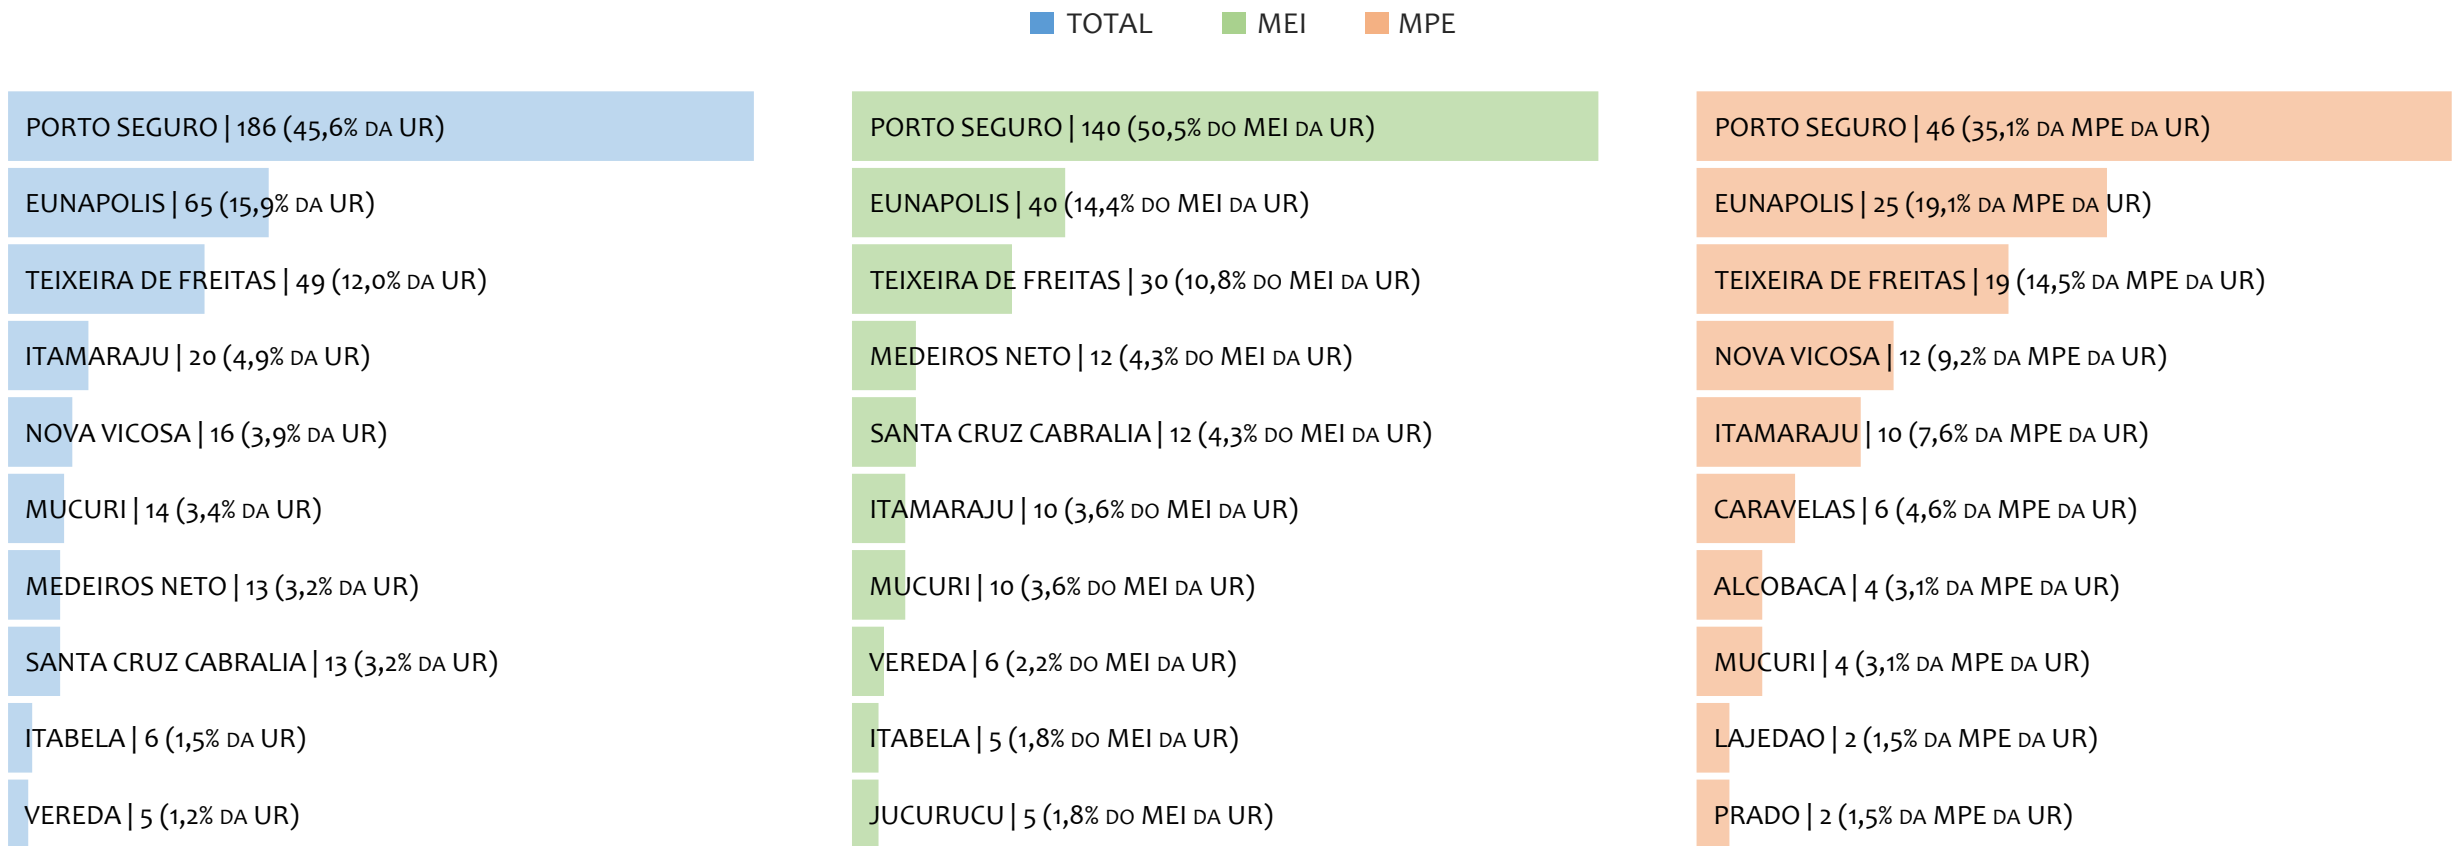 TOTAL MEI MPE
PORTO SEGURO | 186 (45,6% DA UR)
EUNAPOLIS | 65 (15,9% DA UR)
TEIXEIRA DE FREITAS | 49 (12,0% DA UR)
ITAMARAJU | 20 (4,9% DA UR)
NOVA VICOSA | 16 (3,9% DA UR)
MUCURI | 14 (3,4% DA UR)
MEDEIROS NETO | 13 (3,2% DA UR)
SANTA CRUZ CABRALIA | 13 (3,2% DA UR)
ITABELA | 6 (1,5% DA UR)
VEREDA | 5 (1,2% DA UR)
PORTO SEGURO | 140 (50,5% DO MEI DA UR)
EUNAPOLIS | 40 (14,4% DO MEI DA UR)
TEIXEIRA DE FREITAS | 30 (10,8% DO MEI DA UR)
MEDEIROS NETO | 12 (4,3% DO MEI DA UR)
SANTA CRUZ CABRALIA | 12 (4,3% DO MEI DA UR)
ITAMARAJU | 10 (3,6% DO MEI DA UR)
MUCURI | 10 (3,6% DO MEI DA UR)
VEREDA | 6 (2,2% DO MEI DA UR)
ITABELA | 5 (1,8% DO MEI DA UR)
JUCURUCU | 5 (1,8% DO MEI DA UR)
PORTO SEGURO | 46 (35,1% DA MPE DA UR)
EUNAPOLIS | 25 (19,1% DA MPE DA UR)
TEIXEIRA DE FREITAS | 19 (14,5% DA MPE DA UR)
NOVA VICOSA | 12 (9,2% DA MPE DA UR)
ITAMARAJU | 10 (7,6% DA MPE DA UR)
CARAVELAS | 6 (4,6% DA MPE DA UR)
ALCOBACA | 4 (3,1% DA MPE DA UR)
MUCURI | 4 (3,1% DA MPE DA UR)
LAJEDAO | 2 (1,5% DA MPE DA UR)
PRADO | 2 (1,5% DA MPE DA UR)